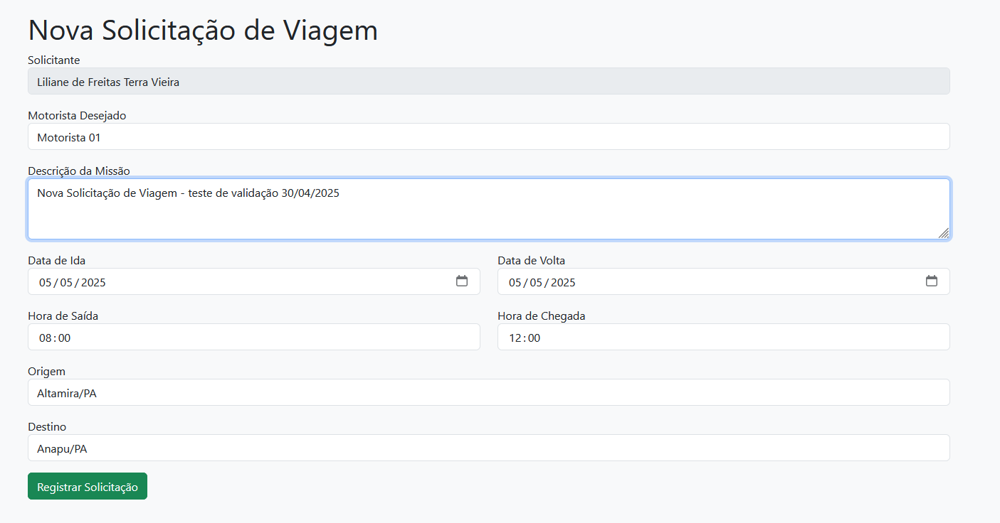 Nova Solicitação de Viagem
Solicitante
Liliane de Freitas Terra Vieira
Motorista Desejado
Motorista 01
Descrição da Missão
Nova Solicitação de Viagem - teste de validação 30/04/2025
Data de Ida
Data de Volta
05/05/2025
05/05/2025
Hora de Saída
Hora de Chegada
08:00
12:00
Origem
Altamira/PA
Destino
Anapu/PA
Registrar Solicitação